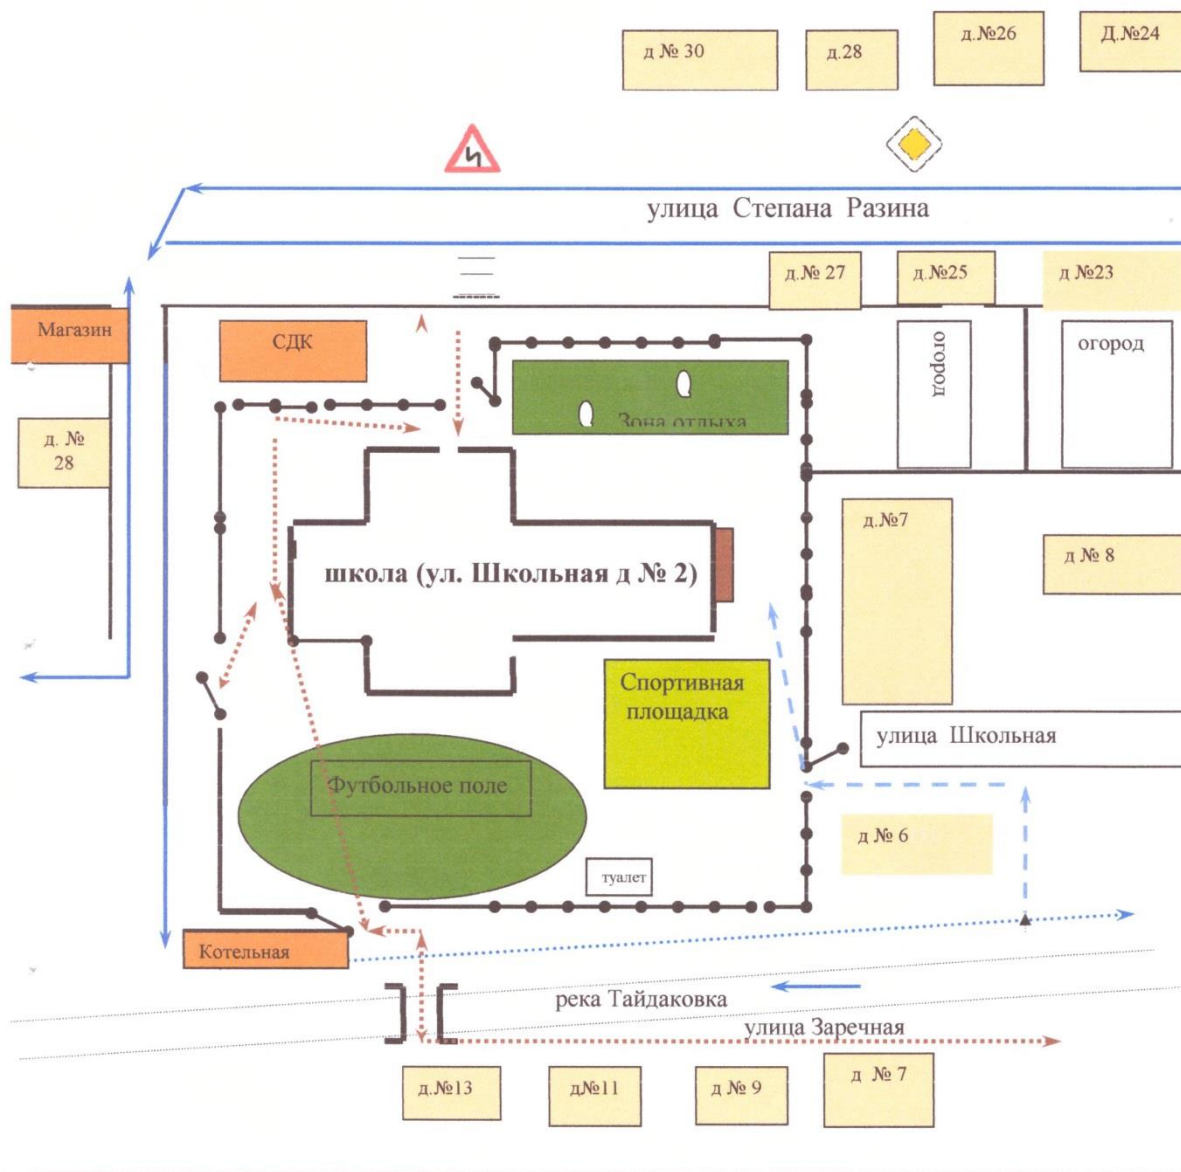 д № 30
д.28
д.№26
Д.№24
улица Степана Разина
д.№ 27
д.№25
д №23
Магазин
СДК
огород
огород
Зона отдыха
д. №
28
д.№7
д № 8
школа (ул. Школьная д № 2)
Спортивная
площадка
улица Школьная
Футбольное поле
д № 6
туалет
Котельная
река Тайдаковка
улица Заречная
д.№13
д№11
д № 9
д № 7